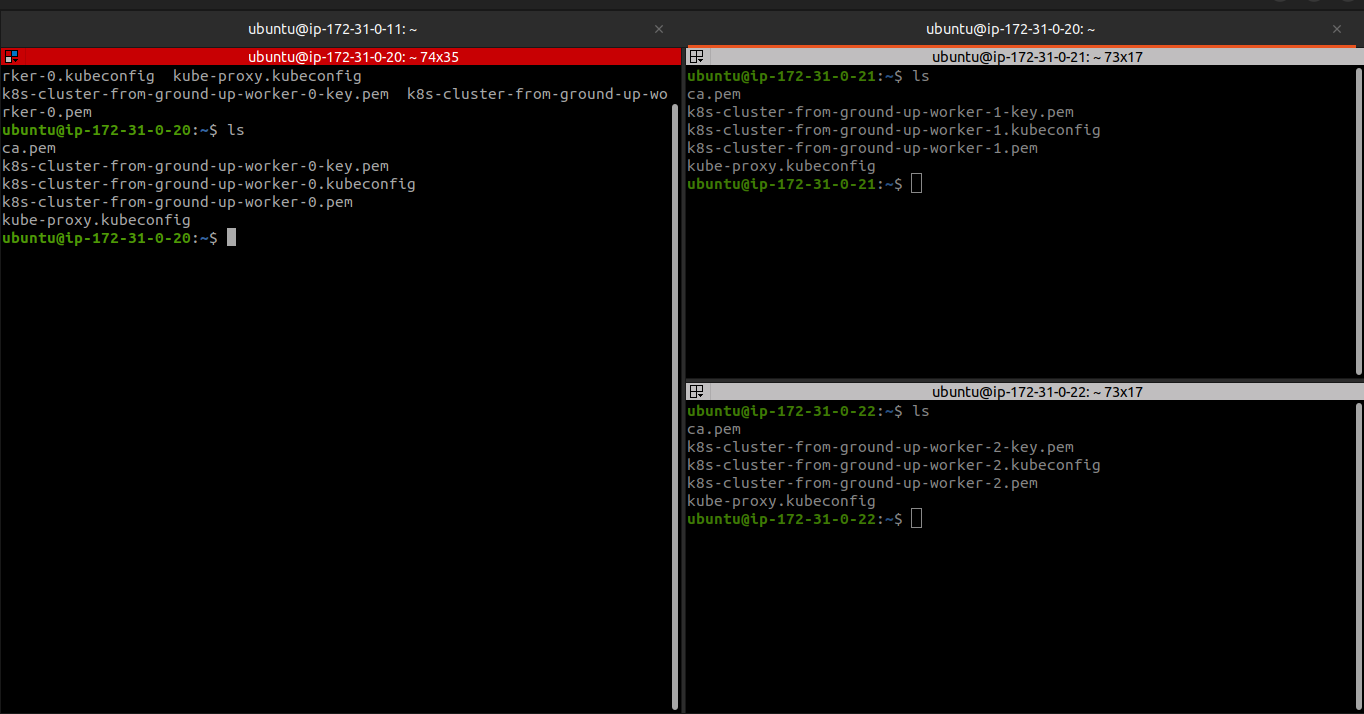 ubuntu@ip-172-31-0-11: ~
ubuntu@ip-172-31-0-20: ~
ubuntu@ip-172-31-0-20: ~ 74x35
rker-0.kubeconfig  kube-proxy.kubeconfig
k8s-cluster-from-ground-up-worker-0-key.pem  k8s-cluster-from-ground-up-wo
rker-0.pem
ubuntu@ip-172-31-0-20:~$ ls
ca.pem
k8s-cluster-from-ground-up-worker-0-key.pem
k8s-cluster-from-ground-up-worker-0.kubeconfig
k8s-cluster-from-ground-up-worker-0.pem
kube-proxy.kubeconfig
ubuntu@ip-172-31-0-20:~$
ubuntu@ip-172-31-0-21: ~ 73x17
ubuntu@ip-172-31-0-21:~$ ls
ca.pem
k8s-cluster-from-ground-up-worker-1-key.pem
k8s-cluster-from-ground-up-worker-1.kubeconfig
k8s-cluster-from-ground-up-worker-1.pem
kube-proxy.kubeconfig
ubuntu@ip-172-31-0-21:~$
ubuntu@ip-172-31-0-22: ~ 73x17
ubuntu@ip-172-31-0-22:~$ ls
ca.pem
k8s-cluster-from-ground-up-worker-2-key.pem
k8s-cluster-from-ground-up-worker-2.kubeconfig
k8s-cluster-from-ground-up-worker-2.pem
kube-proxy.kubeconfig
ubuntu@ip-172-31-0-22:~$